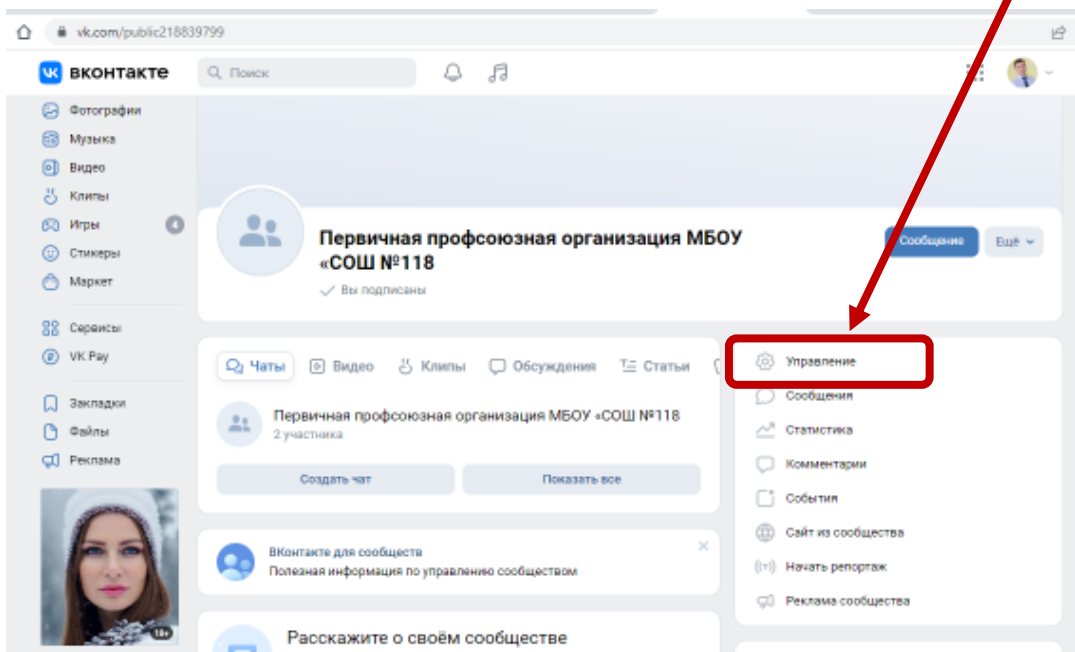 vk.com/public218839799
ВКОНТАКТЕ
Поиск
Фотографии
Музыка
Видео
Клипы
Игры 4
Стикеры
Маркет
Сервисы
VK Pay
Закладки
Файлы
Реклама
18+
Первичная профсоюзная организация МБОУ
«СОШ №118
Вы подписаны
Сообщение
Ещё
Чаты Видео Клипы Обсуждения Статьи
Первичная профсоюзная организация МБОУ «СОШ №118
2 участника
Создать чат Показать все
ВКонтакте для сообществ
Полезная информация по управлению сообществом
Расскажите о своём сообществе
Управление
Сообщения
Статистика
Комментарии
События
Сайт из сообщества
Начать репортаж
Реклама сообщества